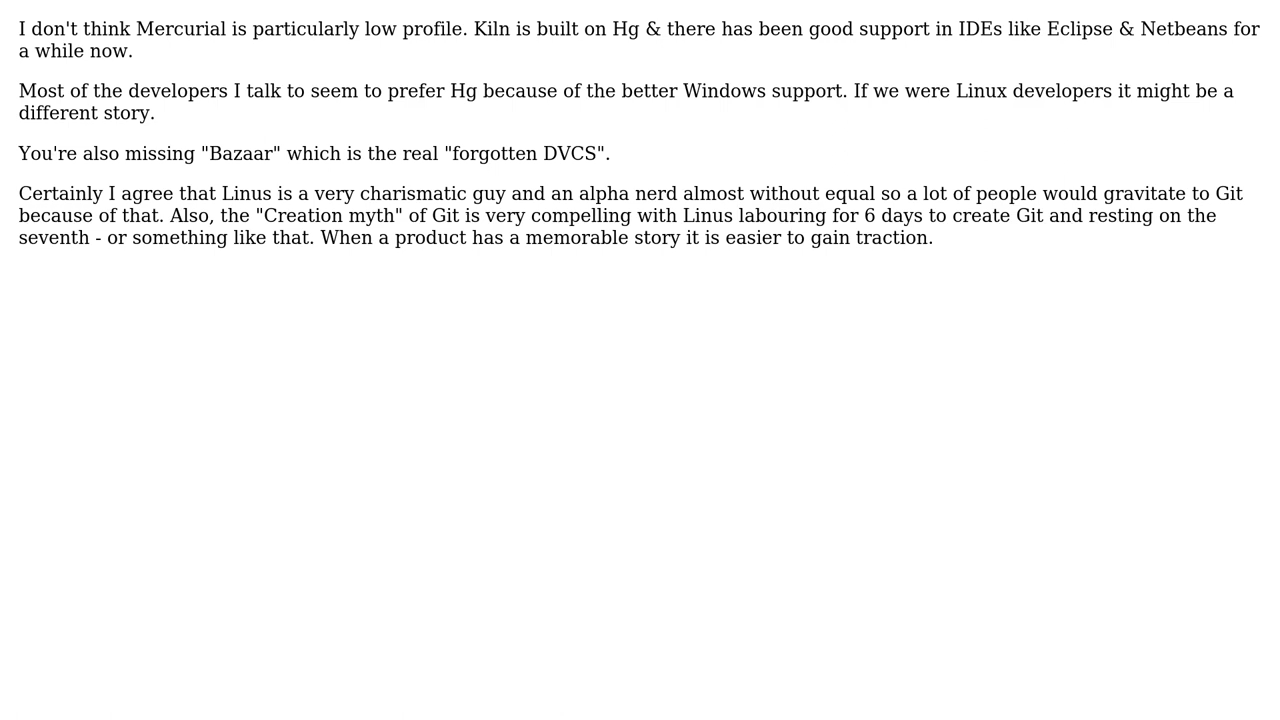 I don't think Mercurial is particularly low profile. Kiln is built on Hg & there has been good support in IDEs like Eclipse & Netbeans for
a while now.
Most of the developers I talk to seem to prefer Hg because of the better Windows support. If we were Linux developers it might be a
different story.
You're also missing "Bazaar" which is the real "forgotten DVCS".
Certainly I agree that Linus is a very charismatic guy and an alpha nerd almost without equal so a lot of people would gravitate to Git
because of that. Also, the "Creation myth" of Git is very compelling with Linus labouring for 6 days to create Git and resting on the
seventh - or something like that. When a product has a memorable story it is easier to gain traction.